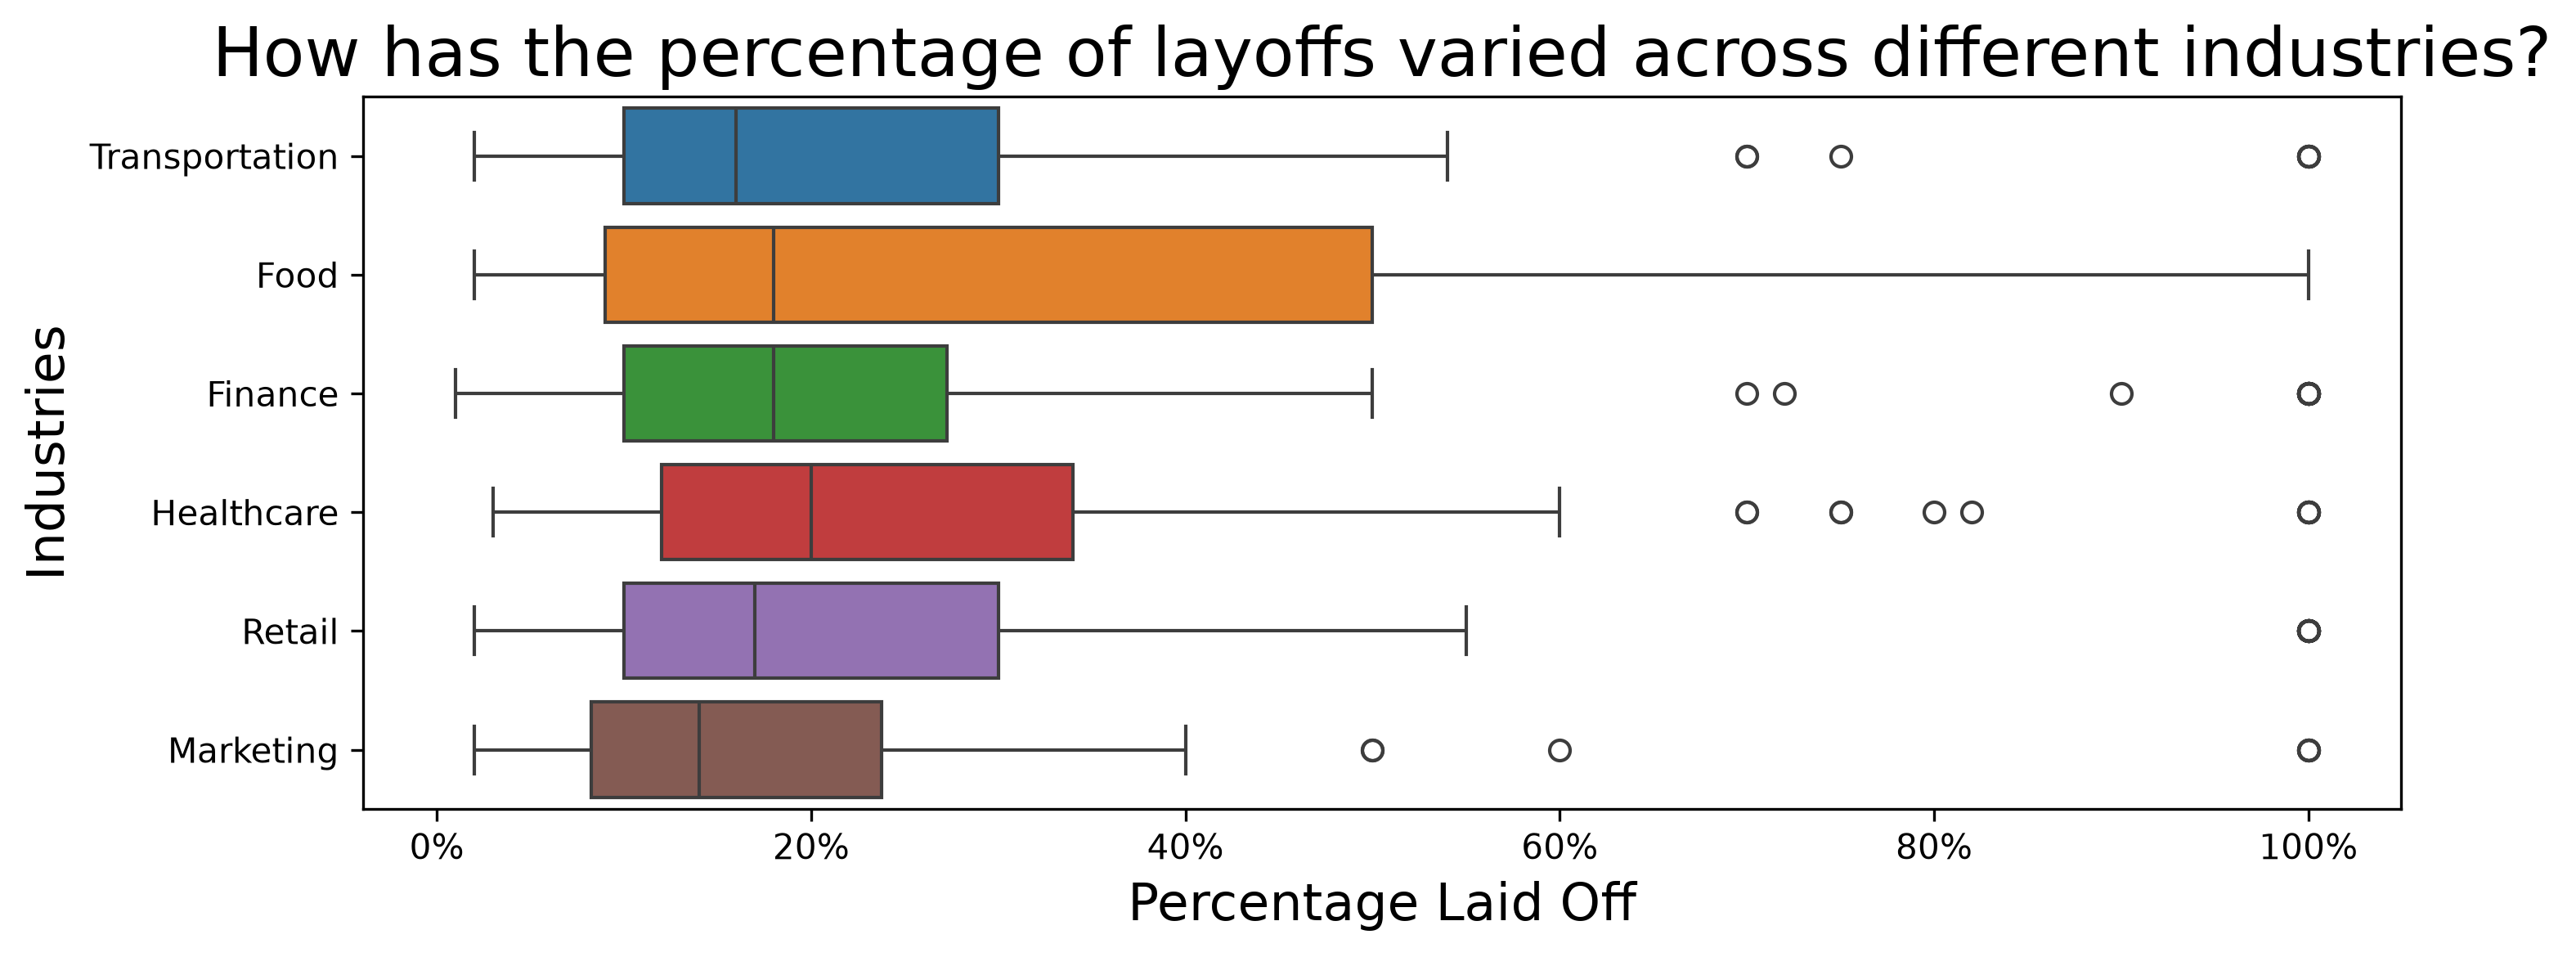 How has the percentage of layoffs varied across different industries?
Industries
Transportation
Food
Finance
Healthcare
Retail
Marketing
0% 20% 40% 60% 80% 100%
Percentage Laid Off